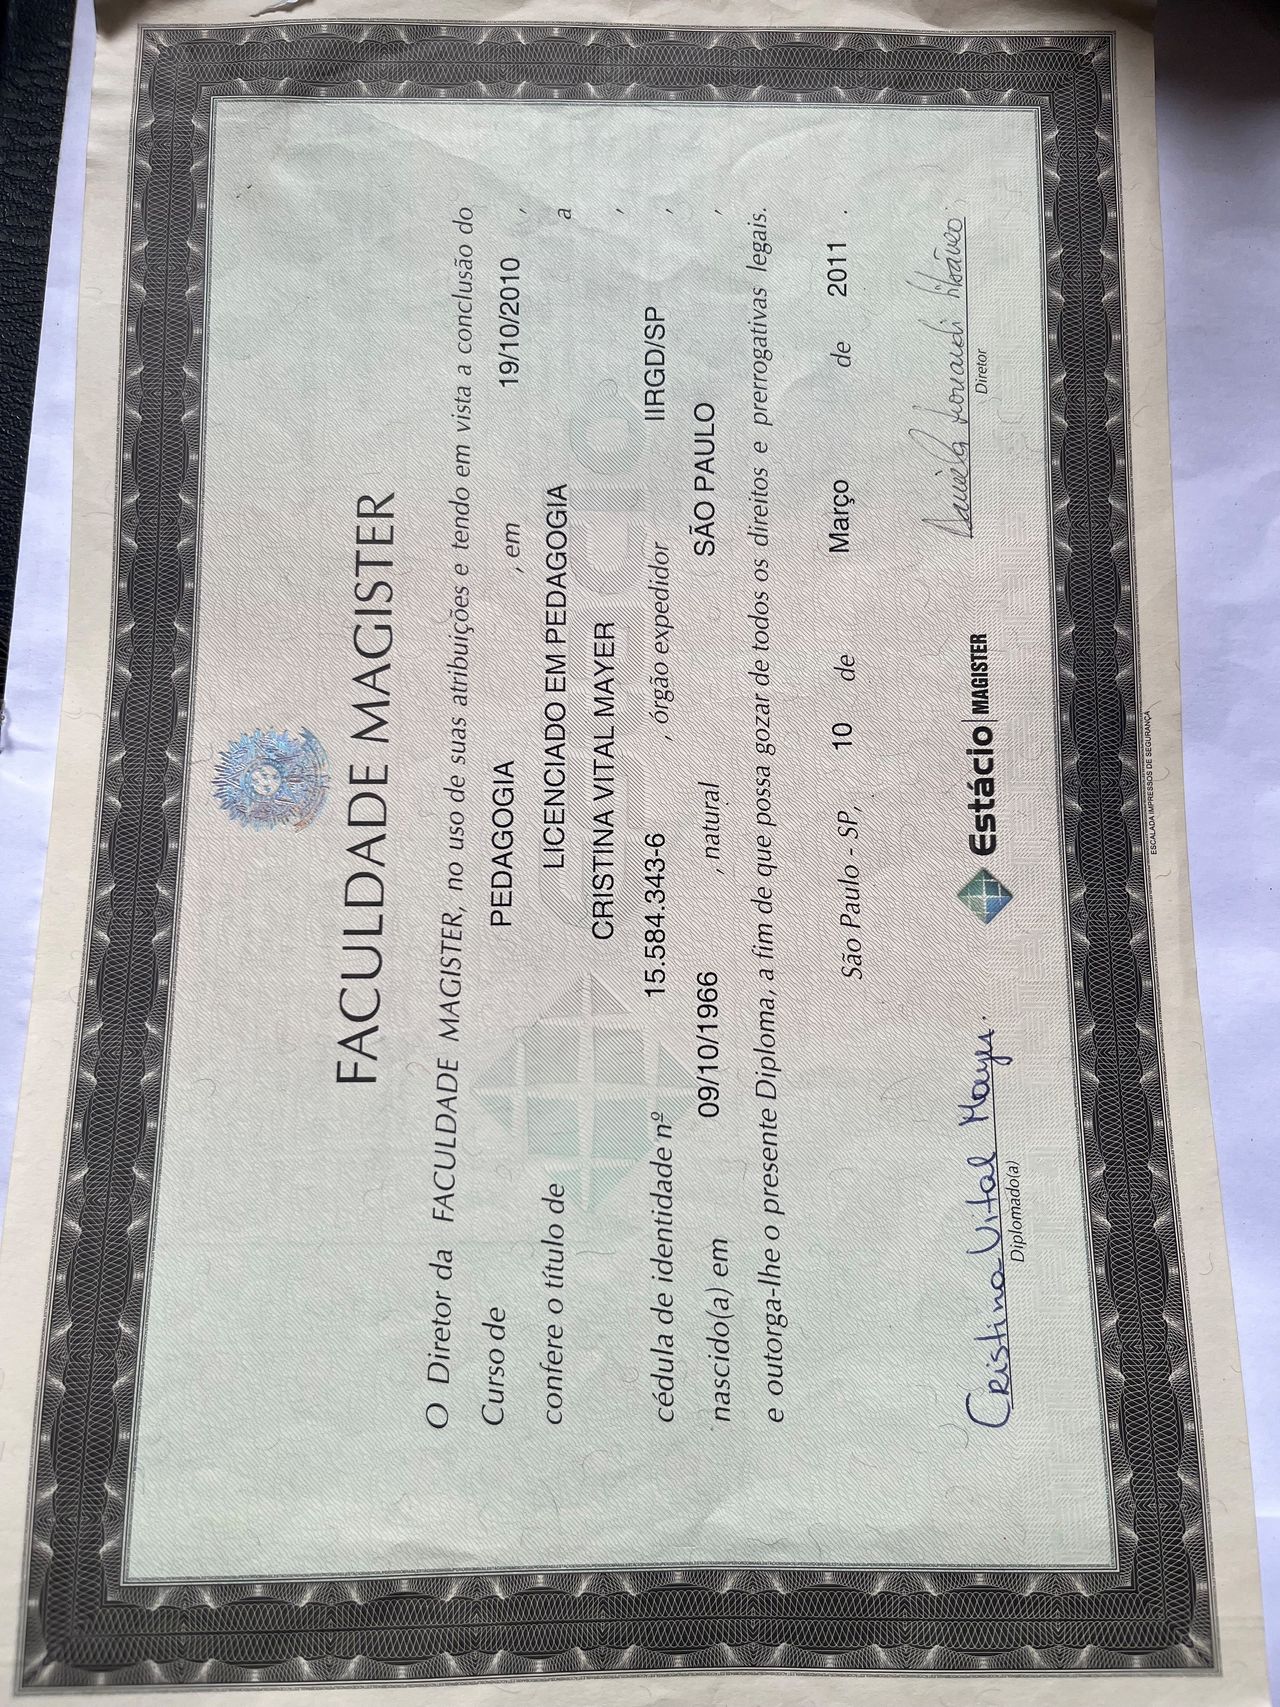 FACULDADE MAGISTER
O Diretor da FACULDADE MAGISTER, no uso de suas atribuições e tendo em vista a conclusão do
Curso de PEDAGOGIA , em 19/10/2010 ,
confere o título de LICENCIADO EM PEDAGOGIA a
CRISTINA VITAL MAYER ,
cédula de identidade nº 15.584.343-6 , órgão expedidor IIRGD/SP ,
nascido(a) em 09/10/1966 , natural SÃO PAULO ,
e outorga-lhe o presente Diploma, a fim de que possa gozar de todos os direitos e prerrogativas legais.
São Paulo - SP, 10 de Março de 2011 .
Cristina Vital Mayer.
Diplomado(a)
Estácio | MAGISTER
Diretor
ESCALADA IMPRESSOS DE SEGURANÇA